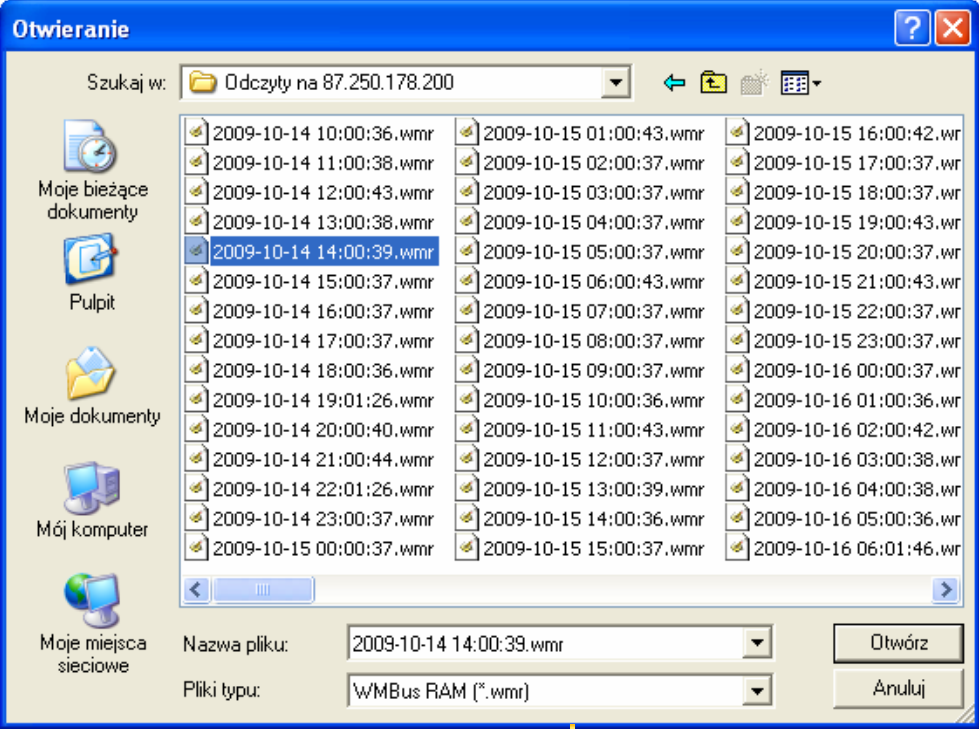 Otwieranie
Szukaj w: Odczyty na 87.250.178.200
Moje bieżące
dokumenty
Pulpit
Moje dokumenty
Mój komputer
Moje miejsca
sieciowe
2009-10-14 10:00:36.wmr
2009-10-14 11:00:38.wmr
2009-10-14 12:00:43.wmr
2009-10-14 13:00:38.wmr
2009-10-14 14:00:39.wmr
2009-10-14 15:00:37.wmr
2009-10-14 16:00:37.wmr
2009-10-14 17:00:37.wmr
2009-10-14 18:00:36.wmr
2009-10-14 19:01:26.wmr
2009-10-14 20:00:40.wmr
2009-10-14 21:00:44.wmr
2009-10-14 22:01:26.wmr
2009-10-14 23:00:37.wmr
2009-10-15 00:00:37.wmr
2009-10-15 01:00:43.wmr
2009-10-15 02:00:37.wmr
2009-10-15 03:00:37.wmr
2009-10-15 04:00:37.wmr
2009-10-15 05:00:37.wmr
2009-10-15 06:00:43.wmr
2009-10-15 07:00:37.wmr
2009-10-15 08:00:37.wmr
2009-10-15 09:00:37.wmr
2009-10-15 10:00:36.wmr
2009-10-15 11:00:43.wmr
2009-10-15 12:00:37.wmr
2009-10-15 13:00:39.wmr
2009-10-15 14:00:36.wmr
2009-10-15 15:00:37.wmr
2009-10-15 16:00:42.wr
2009-10-15 17:00:37.wr
2009-10-15 18:00:37.wr
2009-10-15 19:00:43.wr
2009-10-15 20:00:37.wr
2009-10-15 21:00:43.wr
2009-10-15 22:00:37.wr
2009-10-15 23:00:37.wr
2009-10-16 00:00:37.wr
2009-10-16 01:00:36.wr
2009-10-16 02:00:42.wr
2009-10-16 03:00:38.wr
2009-10-16 04:00:38.wr
2009-10-16 05:00:36.wr
2009-10-16 06:01:46.wr
Nazwa pliku: 2009-10-14 14:00:39.wmr
Otwórz
Pliki typu: WMBus RAM (*.wmr)
Anuluj